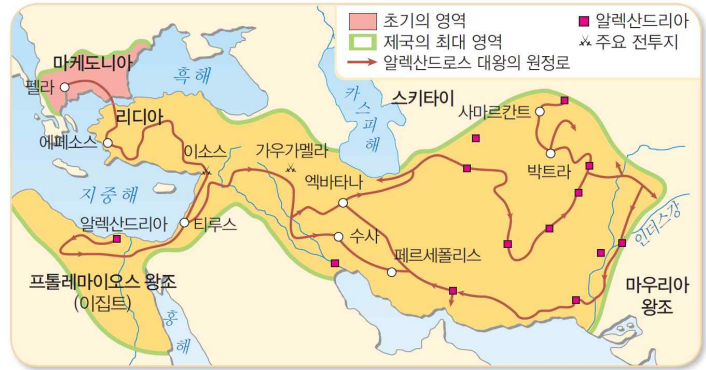 초기의 영역
제국의 최대 영역
알렉산드로스 대왕의 원정로
알렉산드리아
주요 전투지
마케도니아
펠라
흑해
리디아
에페소스
이소스
가우가멜라
카스피해
스키타이
사마르칸트
박트라
엑바타나
지중해
알렉산드리아
티루스
수사
페르세폴리스
인더스강
프톨레마이오스 왕조
(이집트)
홍해
마우리아
왕조